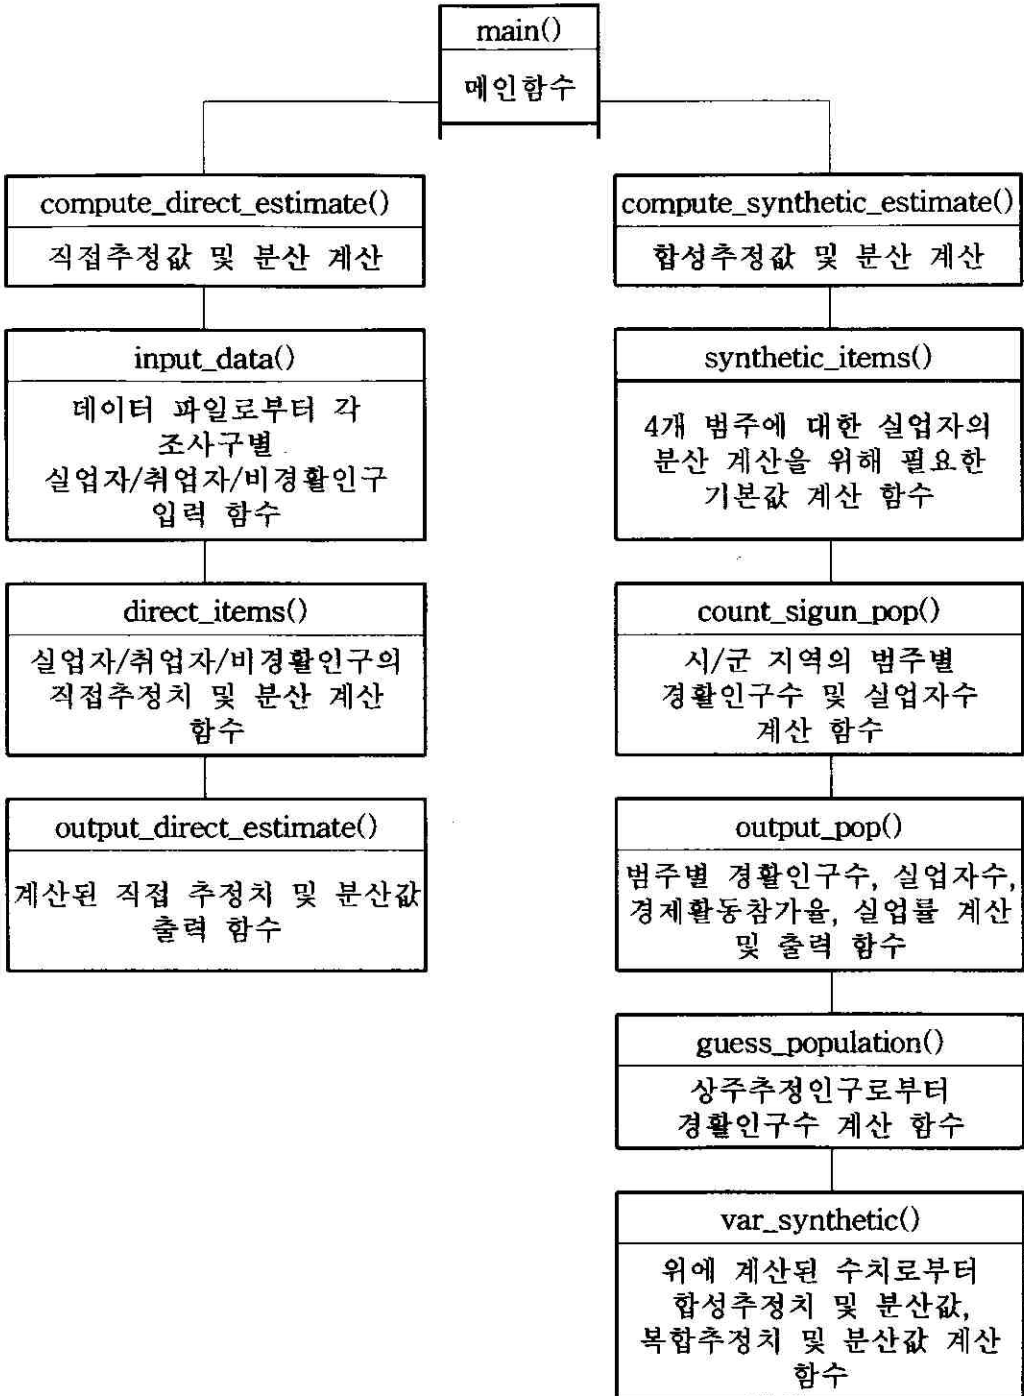 main()
메인함수
compute_direct_estimate()
직접추정값 및 분산 계산
input_data()
데이터 파일로부터 각
조사구별
실업자/취업자/비경활인구
입력 함수
direct_items()
실업자/취업자/비경활인구의
직접추정치 및 분산 계산
함수
output_direct_estimate()
계산된 직접 추정치 및 분산값
출력 함수
compute_synthetic_estimate()
합성추정값 및 분산 계산
synthetic_items()
4개 범주에 대한 실업자의
분산 계산을 위해 필요한
기본값 계산 함수
count_sigun_pop()
시/군 지역의 범주별
경활인구수 및 실업자수
계산 함수
output_pop()
범주별 경활인구수, 실업자수,
경제활동참가율, 실업률 계산
및 출력 함수
guess_population()
상주추정인구로부터
경활인구수 계산 함수
var_synthetic()
위에 계산된 수치로부터
합성추정치 및 분산값,
복합추정치 및 분산값 계산
함수